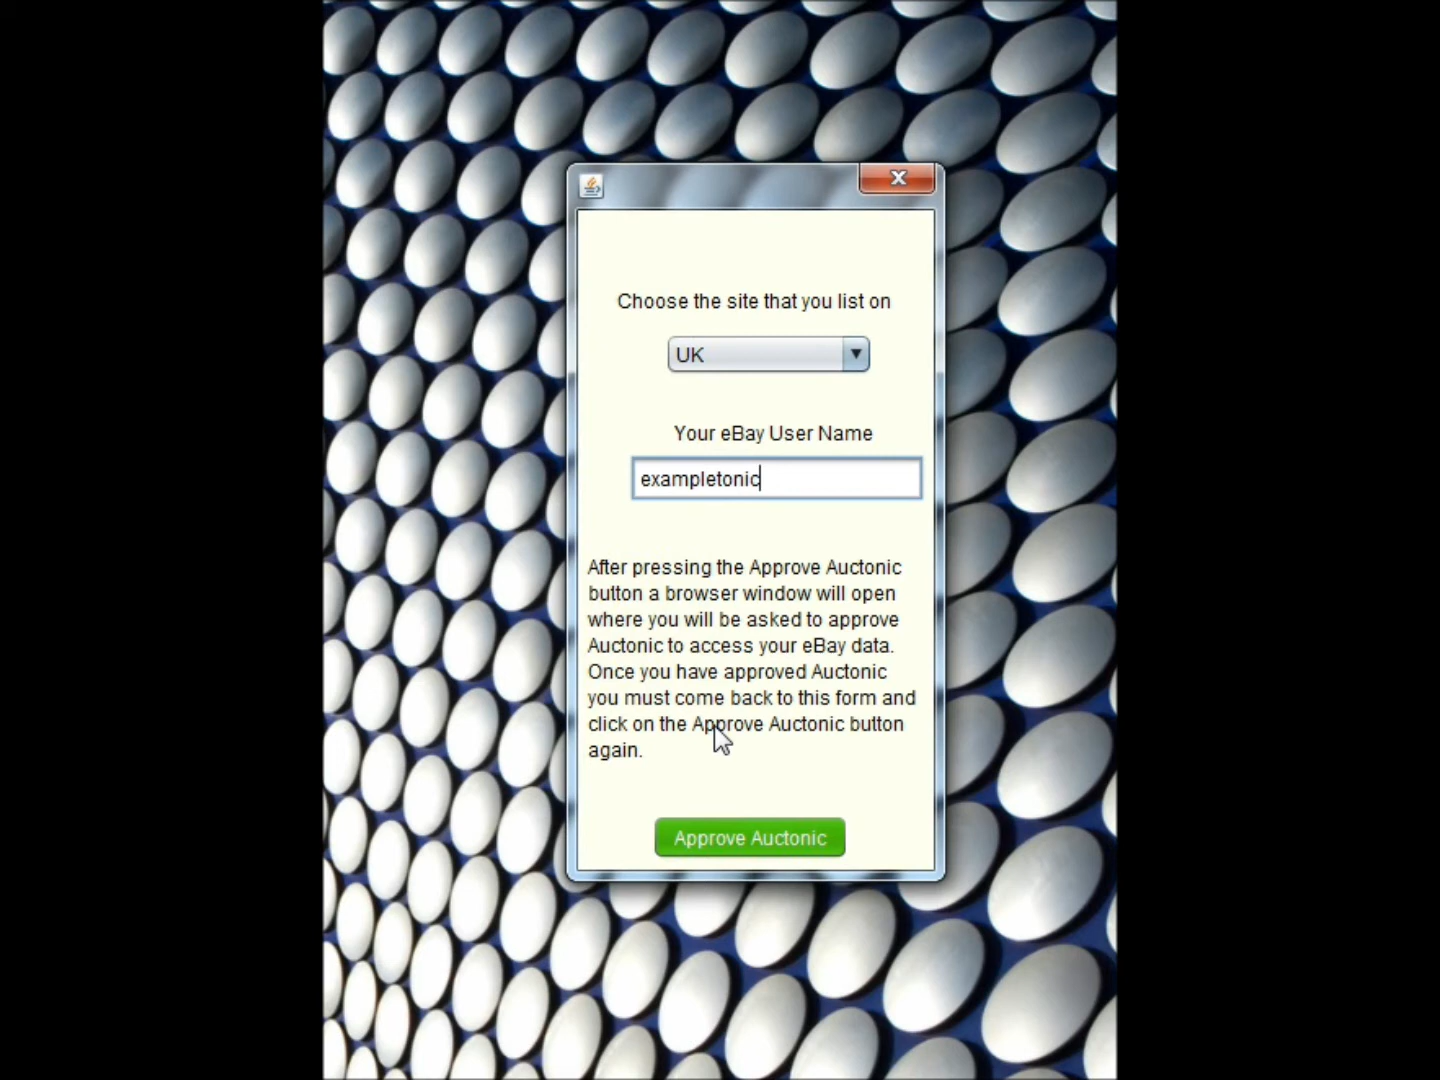 Choose the site that you list on
UK
Your eBay User Name
exampletonic
After pressing the Approve Auctonic
button a browser window will open
where you will be asked to approve
Auctonic to access your eBay data.
Once you have approved Auctonic
you must come back to this form and
click on the Approve Auctonic button
again.
Approve Auctonic